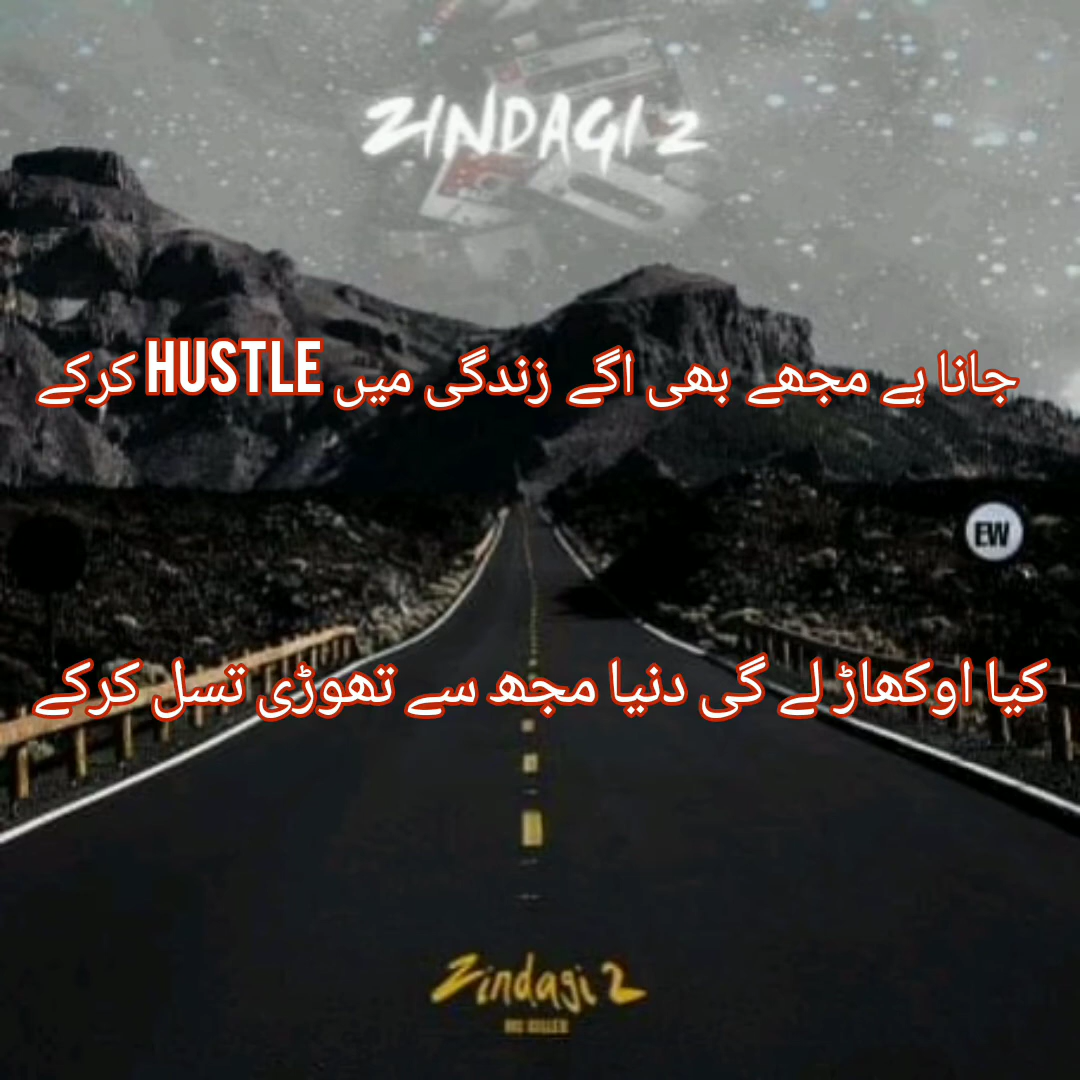 ZINDAGI 2
جانا ہے مجھے بھی اگے زندگی میں HUSTLE کرکے
EW
کیا اوکھاڑ لے گی دنیا مجھ سے تھوڑی تسل کرکے
Zindagi 2